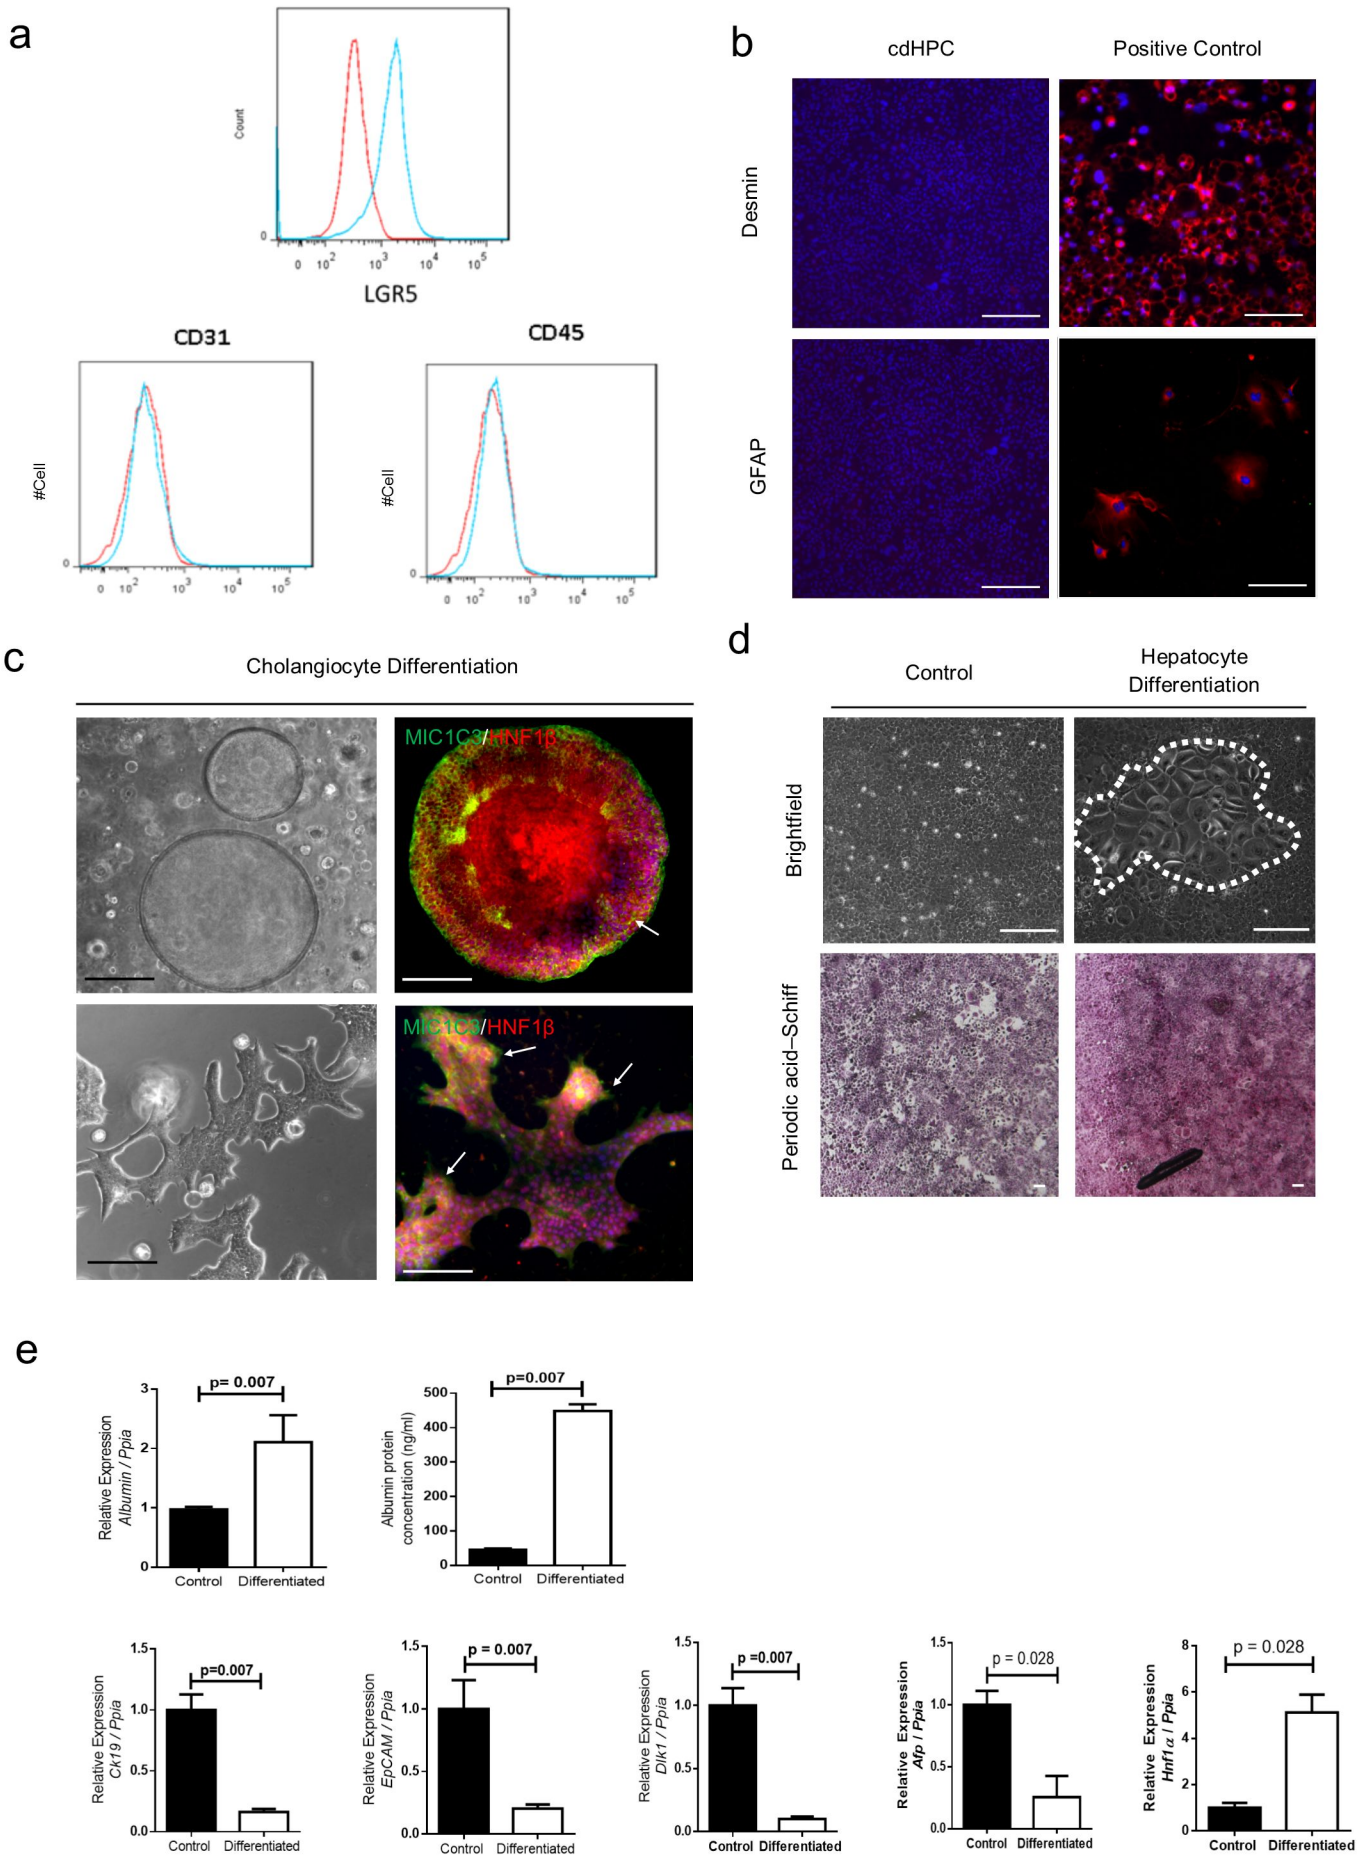 a
Count
0
0 10² 10³ 10⁴ 10⁵
LGR5
CD31
CD45
#Cell
0
0 10² 10³ 10⁴ 10⁵
#Cell
0
0 10² 10³ 10⁴ 10⁵
b
cdHPC
Positive Control
Desmin
GFAP
c
Cholangiocyte Differentiation
MIC1C3/HNF1β
MIC1C3/HNF1β
d
Control
Hepatocyte
Differentiation
Brightfield
Periodic acid–Schiff
e
Relative Expression
Albumin / Ppia
3
2
1
0
p= 0.007
Control Differentiated
Albumin protein
concentration (ng/ml)
500
400
300
200
100
0
p=0.007
Control Differentiated
Relative Expression
Ck19 / Ppia
1.5
1.0
0.5
0.0
p=0.007
Control Differentiated
Relative Expression
EpCAM / Ppia
1.5
1.0
0.5
0.0
p = 0.007
Control Differentiated
Relative Expression
Dlk1 / Ppia
1.5
1.0
0.5
0.0
p =0.007
Control Differentiated
Relative Expression
Afp / Ppia
1.5
1.0
0.5
0.0
p = 0.028
Control Differentiated
Relative Expression
Hnf1α / Ppia
8
6
4
2
0
p = 0.028
Control Differentiated